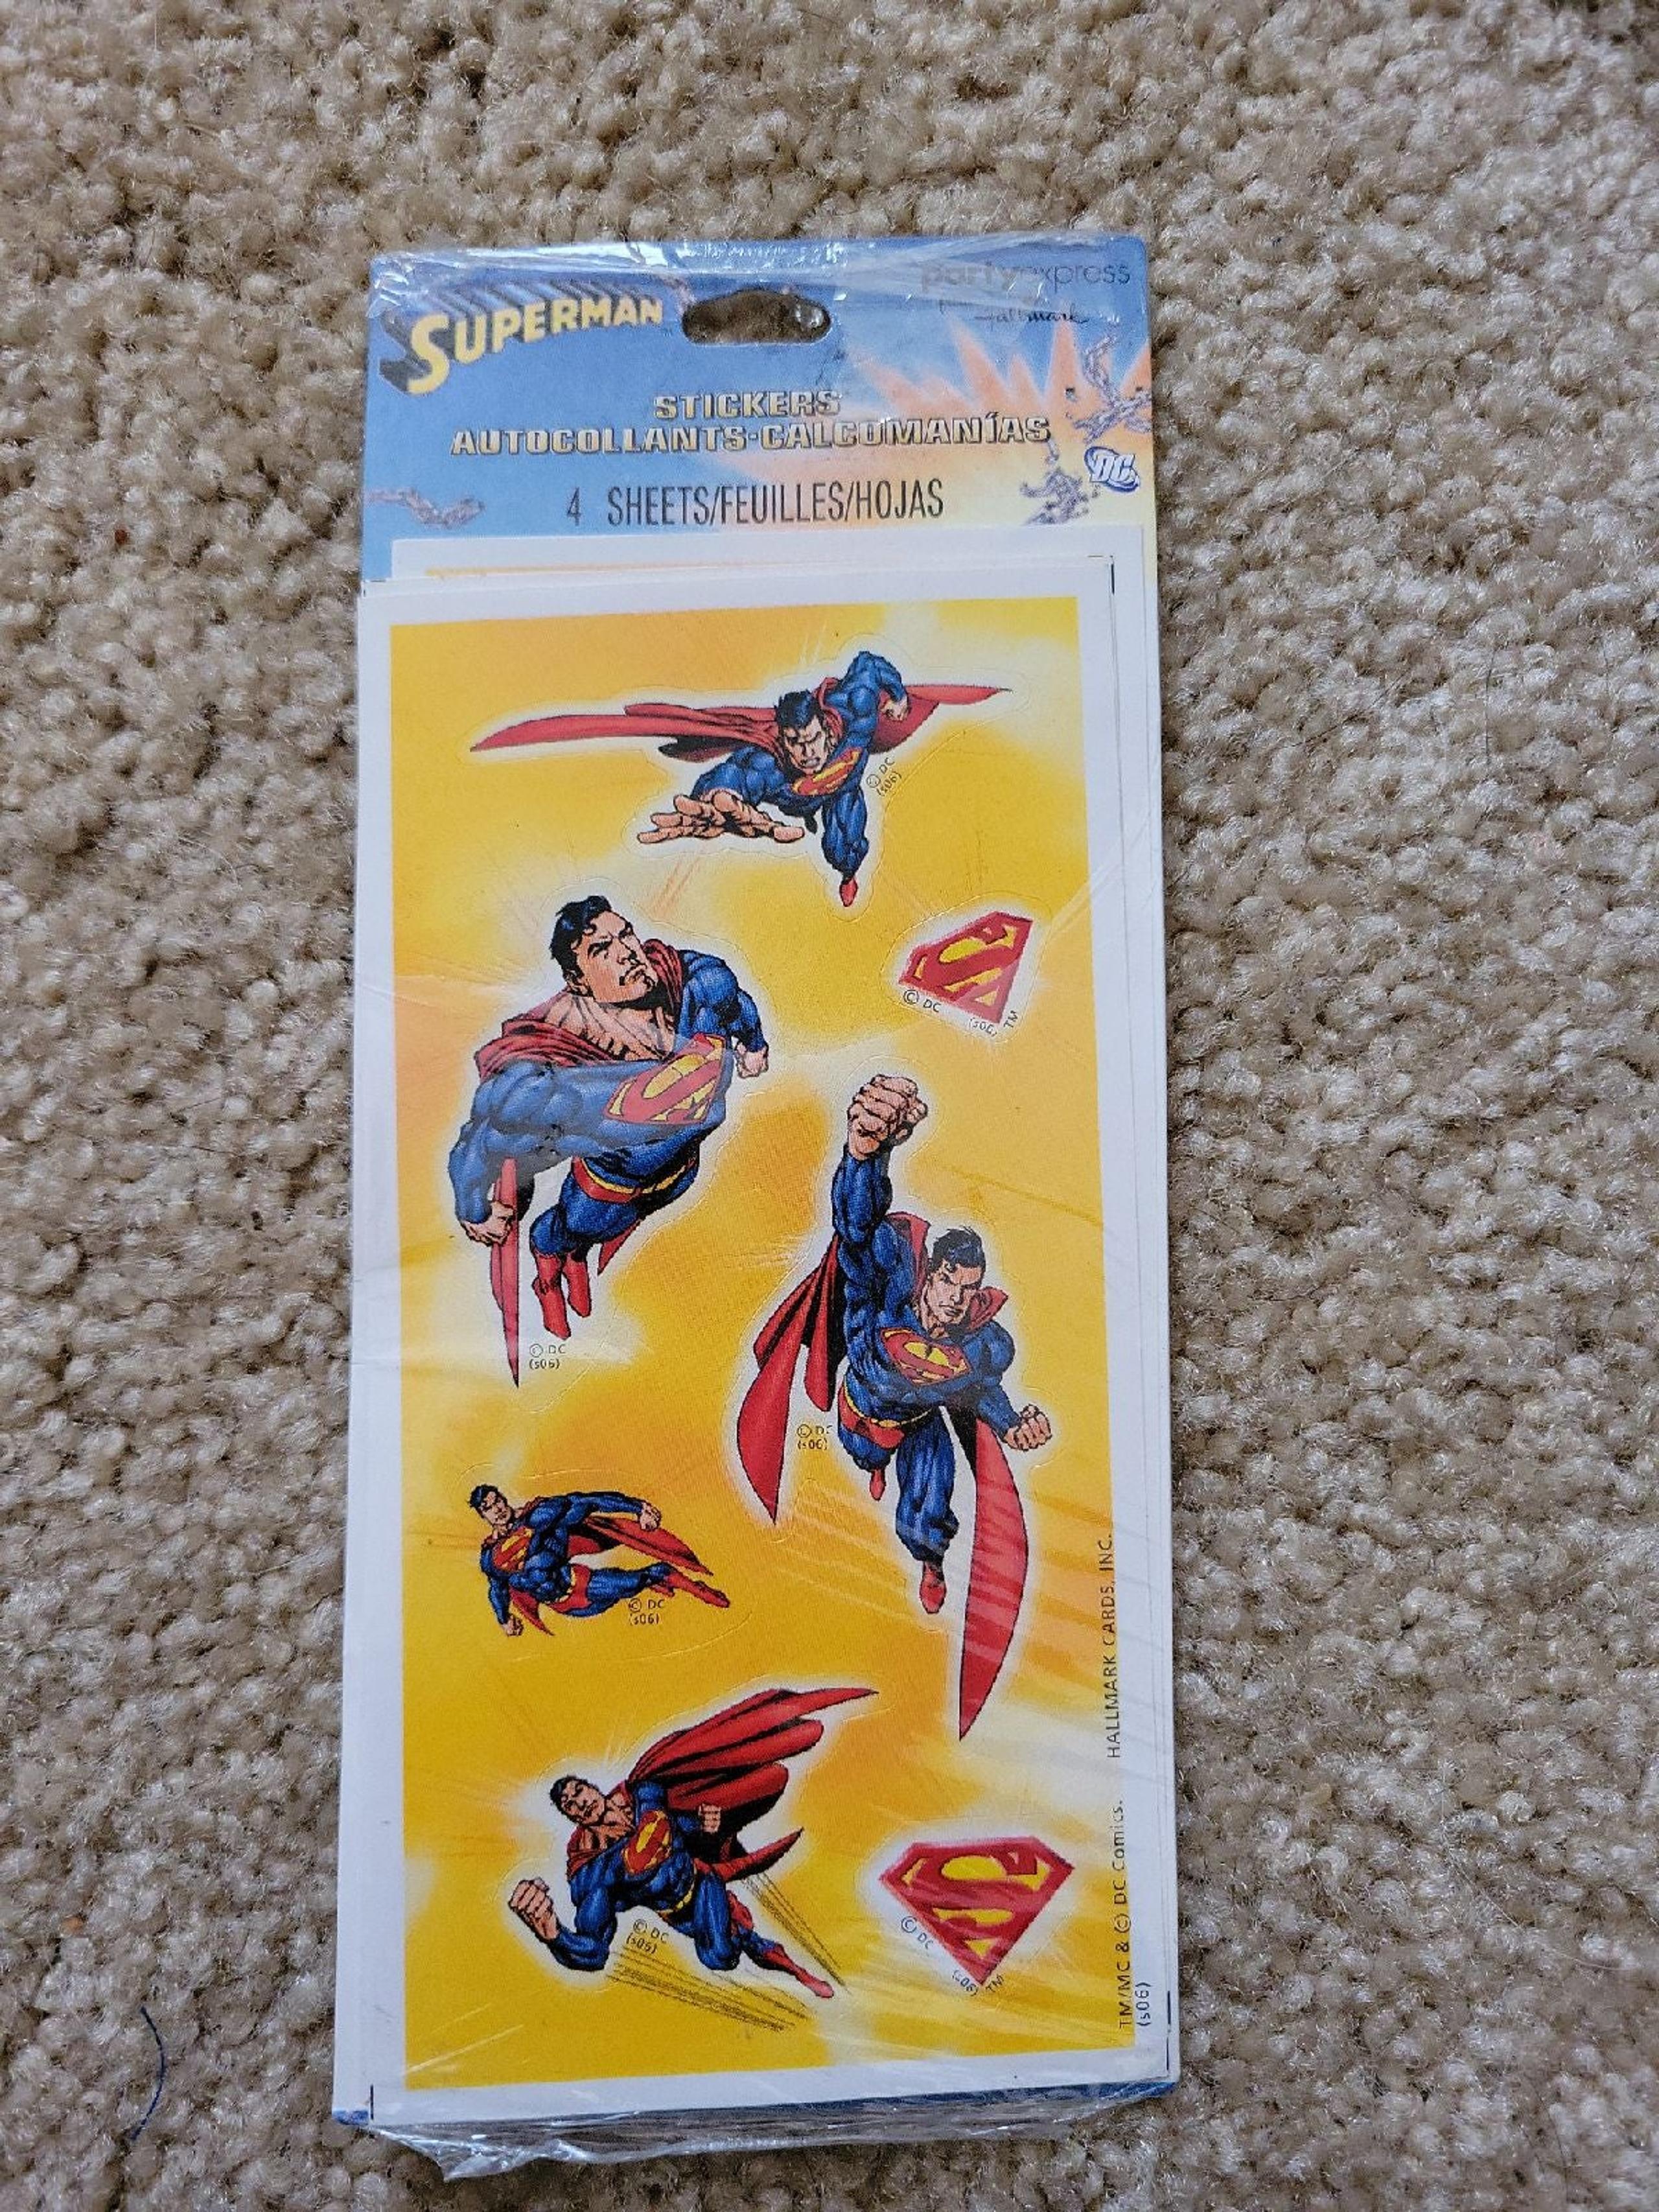 SUPERMAN
partyexpress
Hallmark
STICKERS
AUTOCOLLANTS·CALCOMANÍAS
DC
4 SHEETS/FEUILLES/HOJAS
© DC
(s06)
© DC
(s06) TM
© DC
(s06)
© DC
(s06)
© DC
(s06)
© DC
(s06)
© DC
(s06) TM
TM/MC & © DC Comics. HALLMARK CARDS, INC.
(s06)